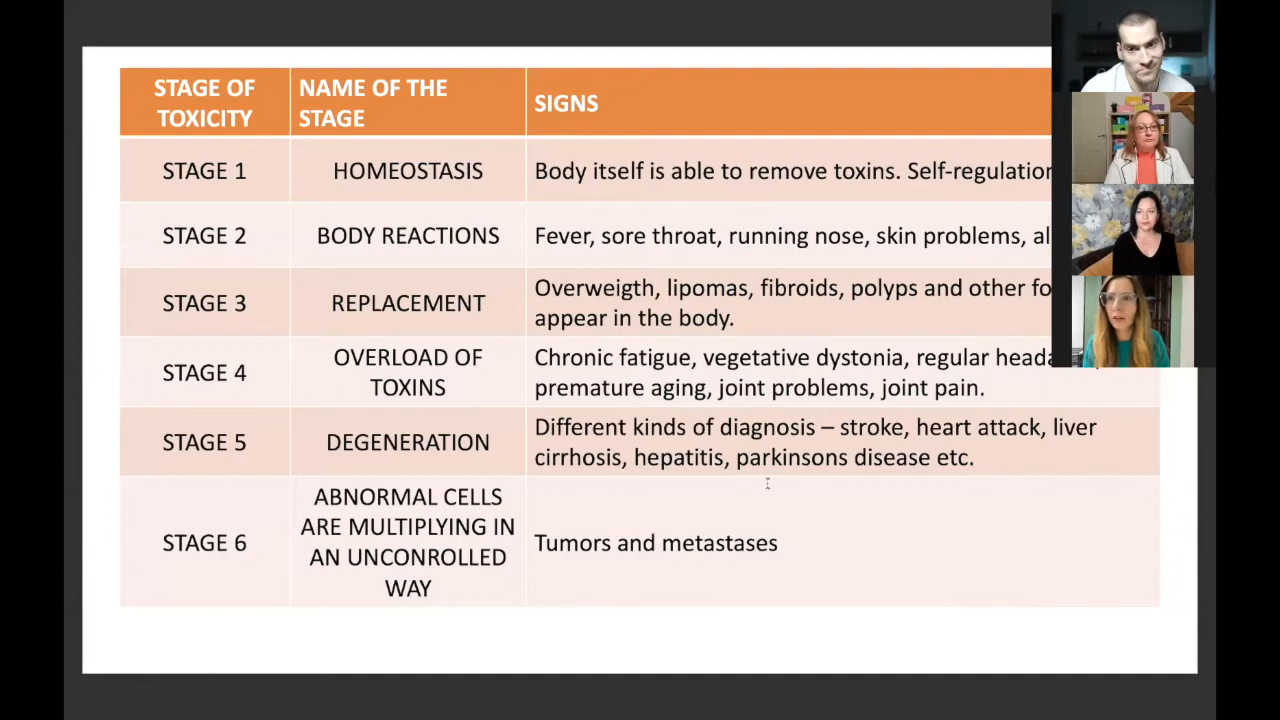 STAGE OF
TOXICITY
NAME OF THE
STAGE
SIGNS
STAGE 1
HOMEOSTASIS
Body itself is able to remove toxins. Self-regulation
STAGE 2
BODY REACTIONS
Fever, sore throat, running nose, skin problems,
STAGE 3
REPLACEMENT
Overweigth, lipomas, fibroids, polyps and other
appear in the body.
STAGE 4
OVERLOAD OF
TOXINS
Chronic fatigue, vegetative dystonia, regular
premature aging, joint problems, joint pain.
STAGE 5
DEGENERATION
Different kinds of diagnosis – stroke, heart attack, liver
cirrhosis, hepatitis, parkinsons disease etc.
STAGE 6
ABNORMAL CELLS
ARE MULTIPLYING IN
AN UNCONROLLED
WAY
Tumors and metastases